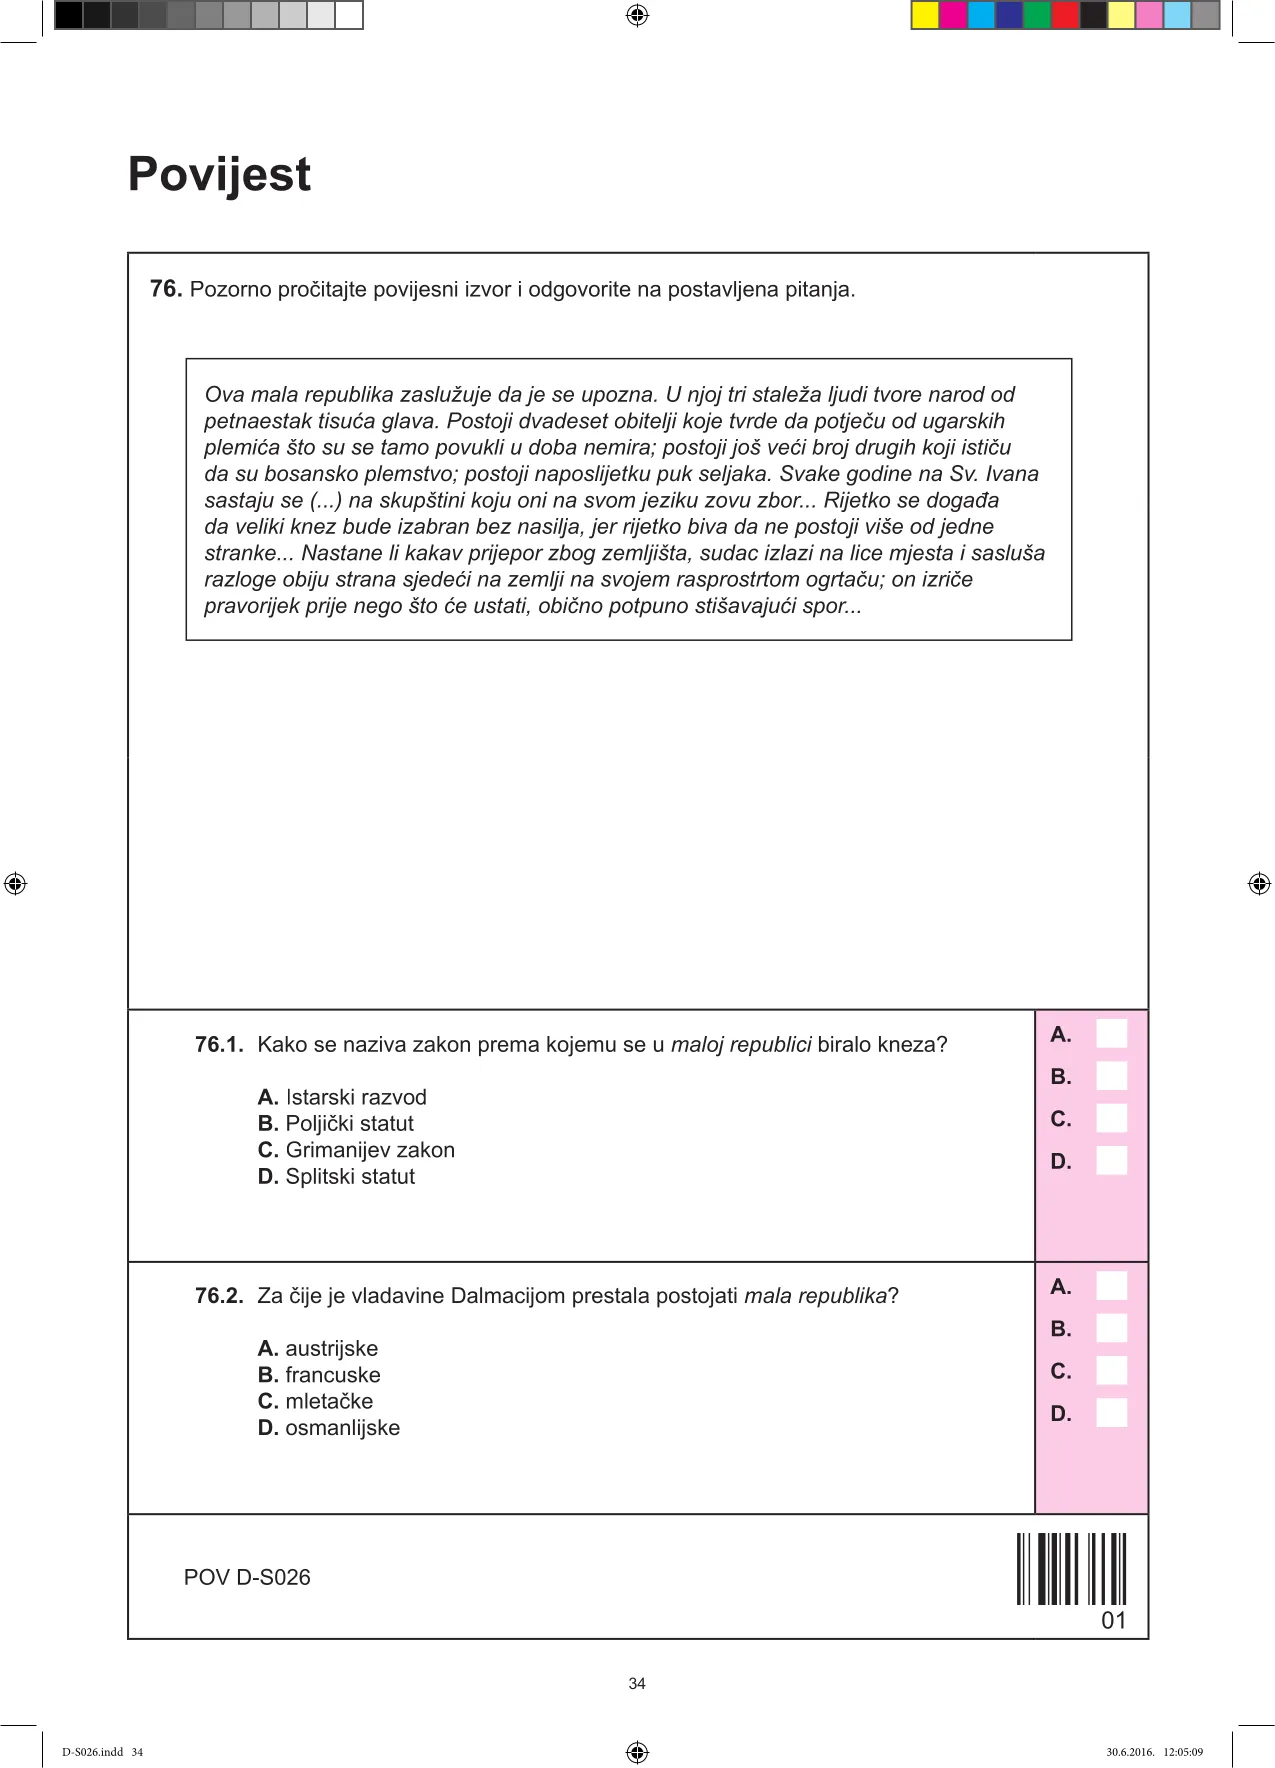 Povijest
76. Pozorno pročitajte povijesni izvor i odgovorite na postavljena pitanja.
Ova mala republika zaslužuje da je se upozna. U njoj tri staleža ljudi tvore narod od
petnaestak tisuća glava. Postoji dvadeset obitelji koje tvrde da potječu od ugarskih
plemića što su se tamo povukli u doba nemira; postoji još veći broj drugih koji ističu
da su bosansko plemstvo; postoji naposlijetku puk seljaka. Svake godine na Sv. Ivana
sastaju se (...) na skupštini koju oni na svom jeziku zovu zbor... Rijetko se događa
da veliki knez bude izabran bez nasilja, jer rijetko biva da ne postoji više od jedne
stranke... Nastane li kakav prijepor zbog zemljišta, sudac izlazi na lice mjesta i sasluša
razloge obiju strana sjedeći na zemlji na svojem rasprostrtom ogrtaču; on izriče
pravorijek prije nego što će ustati, obično potpuno stišavajući spor...
76.1. Kako se naziva zakon prema kojemu se u maloj republici biralo kneza?
A. Istarski razvod
B. Poljički statut
C. Grimanijev zakon
D. Splitski statut
A.
B.
C.
D.
76.2. Za čije je vladavine Dalmacijom prestala postojati mala republika?
A. austrijske
B. francuske
C. mletačke
D. osmanlijske
A.
B.
C.
D.
POV D-S026
01
34
D-S026.indd 34
30.6.2016. 12:05:09